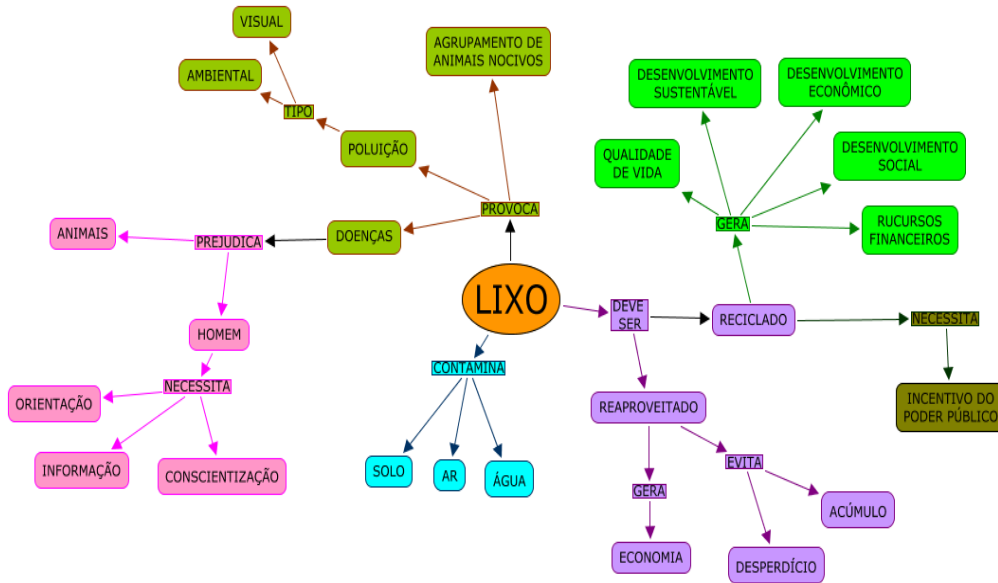 VISUAL
AMBIENTAL
TIPO
POLUIÇÃO
AGRUPAMENTO DE
ANIMAIS NOCIVOS
PROVOCA
DOENÇAS
PREJUDICA
ANIMAIS
HOMEM
NECESSITA
ORIENTAÇÃO
INFORMAÇÃO
CONSCIENTIZAÇÃO
LIXO
CONTAMINA
SOLO
AR
ÁGUA
DEVE
SER
RECICLADO
GERA
QUALIDADE
DE VIDA
DESENVOLVIMENTO
SUSTENTÁVEL
DESENVOLVIMENTO
ECONÔMICO
DESENVOLVIMENTO
SOCIAL
RUCURSOS
FINANCEIROS
NECESSITA
INCENTIVO DO
PODER PÚBLICO
REAPROVEITADO
GERA
ECONOMIA
EVITA
ACÚMULO
DESPERDÍCIO